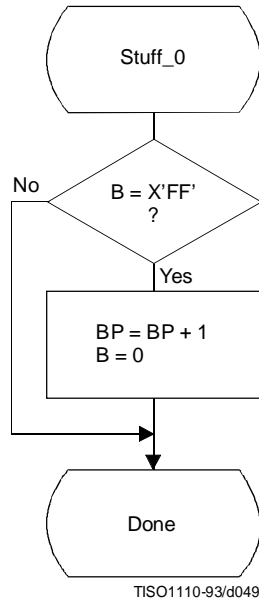 Stuff_0
B = X’FF’
?
No
Yes
BP = BP + 1
B = 0
Done
TISO1110-93/d049